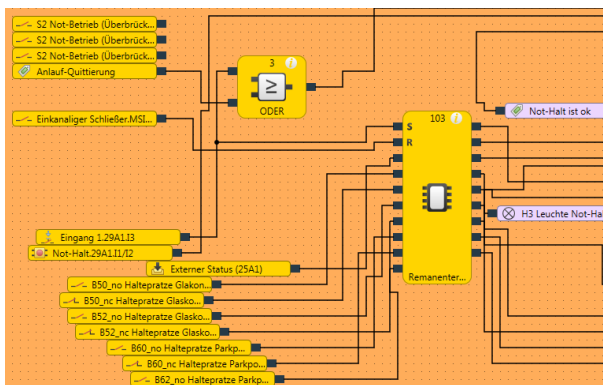 S2 Not-Betrieb (Überbrück...
S2 Not-Betrieb (Überbrück...
S2 Not-Betrieb (Überbrück...
Anlauf-Quittierung
3
ODER
Einkanaliger Schließer.MSI...
103
S
R
Remanenter...
Not-Halt ist ok
H3 Leuchte Not-Ha
Eingang 1.29A1.I3
Not-Halt.29A1.I1/I2
Externer Status (25A1)
B50_no Haltepratze Glakon...
B50_nc Haltepratze Glasko...
B52_no Haltepratze Glasko...
B52_nc Haltepratze Glasko...
B60_no Haltepratze Parkp...
B60_nc Haltepratze Parkpo...
B62_no Haltepratze Parkp...